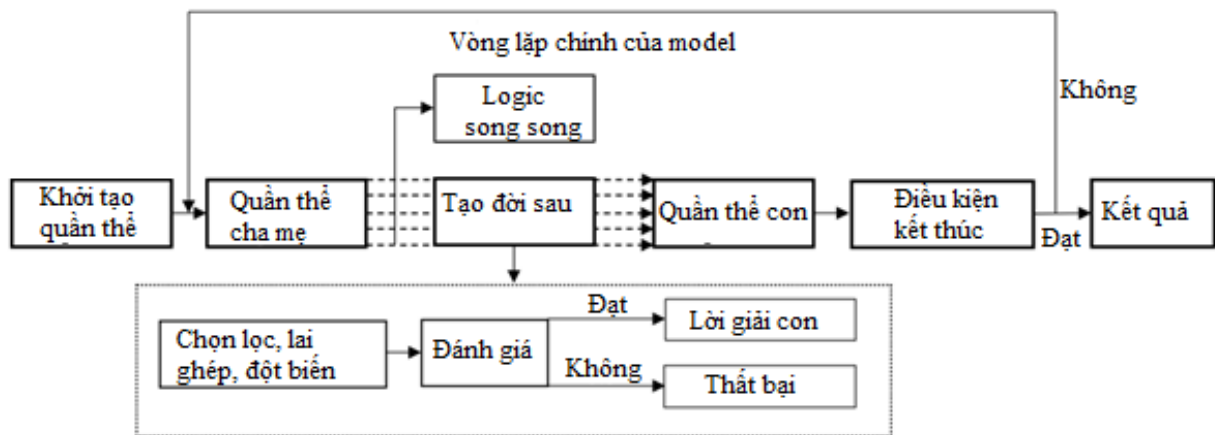 Vòng lặp chính của model
Không
Logic
song song
Khởi tạo
quần thể
Quần thể
cha mẹ
Tạo đời sau
Quần thể con
Điều kiện
kết thúc
Đạt
Kết quả
Chọn lọc, lai
ghép, đột biến
Đánh giá
Đạt
Lời giải con
Không
Thất bại